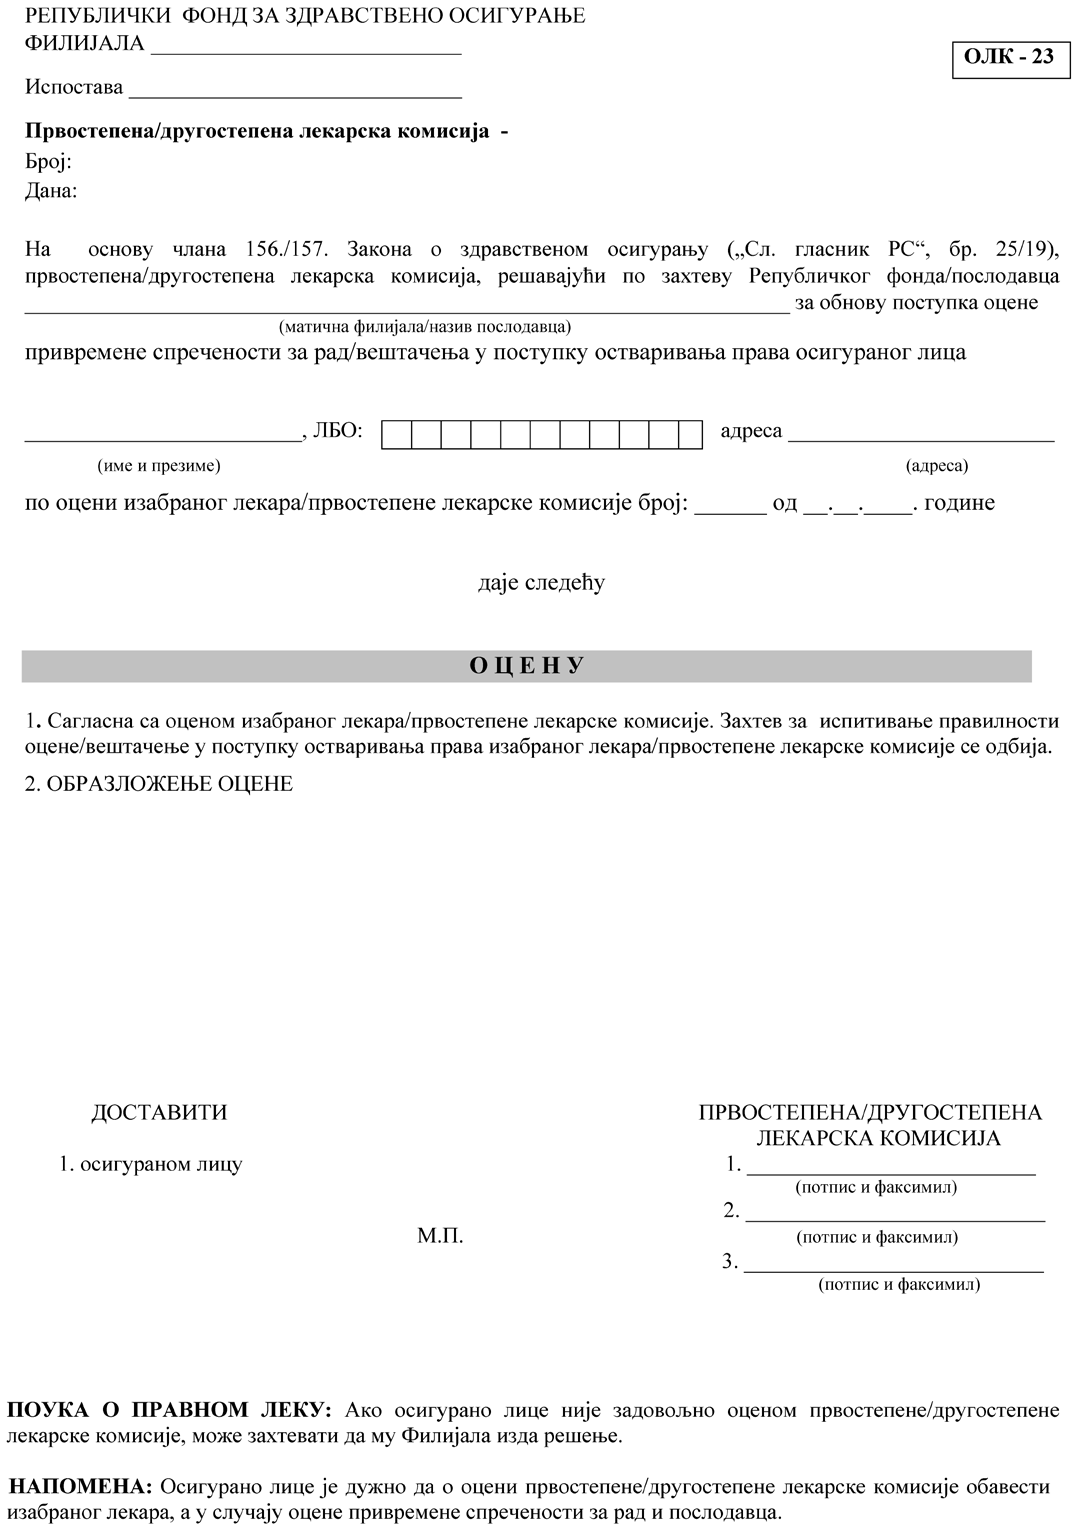 РЕПУБЛИЧКИ ФОНД ЗА ЗДРАВСТВЕНО ОСИГУРАЊЕ
ФИЛИЈАЛА ____________________________
ОЛК - 23
Испостава ______________________________
Првостепена/другостепена лекарска комисија -
Број:
Дана:
На основу члана 156./157. Закона о здравственом осигурању („Сл. гласник РС“, бр. 25/19),
првостепена/другостепена лекарска комисија, решавајући по захтеву Републичког фонда/послодавца
______________________________________________________________________ за обнову поступка оцене
(матична филијала/назив послодавца)
привремене спречености за рад/вештачења у поступку остваривања права осигураног лица
_________________________, ЛБО: адреса ________________________
(име и презиме) (адреса)
по оцени изабраног лекара/првостепене лекарске комисије број: ______ од __.__.____. године
даје следећу
О Ц Е Н У
1. Сагласна са оценом изабраног лекара/првостепене лекарске комисије. Захтев за испитивање правилности
оцене/вештачење у поступку остваривања права изабраног лекара/првостепене лекарске комисије се одбија.
2. ОБРАЗЛОЖЕЊЕ ОЦЕНЕ
ДОСТАВИТИ ПРВОСТЕПЕНА/ДРУГОСТЕПЕНА
ЛЕКАРСКА КОМИСИЈА
1. осигураном лицу 1. __________________________
(потпис и факсимил)
2. ___________________________
М.П. (потпис и факсимил)
3. ___________________________
(потпис и факсимил)
ПОУКА О ПРАВНОМ ЛЕКУ: Ако осигурано лице није задовољно оценом првостепене/другостепене
лекарске комисије, може захтевати да му Филијала изда решење.
НАПОМЕНА: Осигурано лице је дужно да о оцени првостепене/другостепене лекарске комисије обавести
изабраног лекара, а у случају оцене привремене спречености за рад и послодавца.